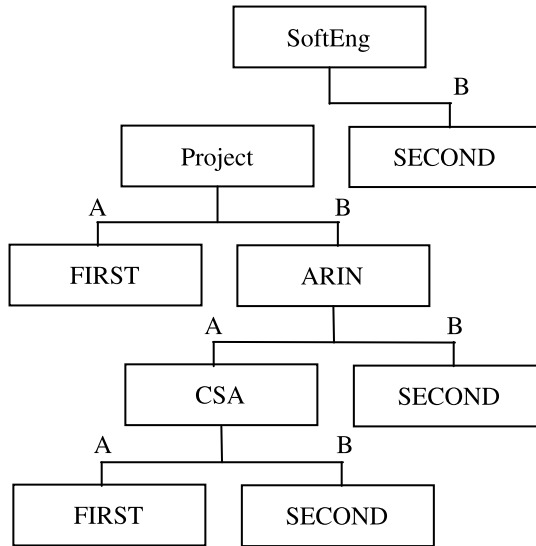 SoftEng
B
Project
SECOND
A
B
FIRST
ARIN
A
B
CSA
SECOND
A
B
FIRST
SECOND